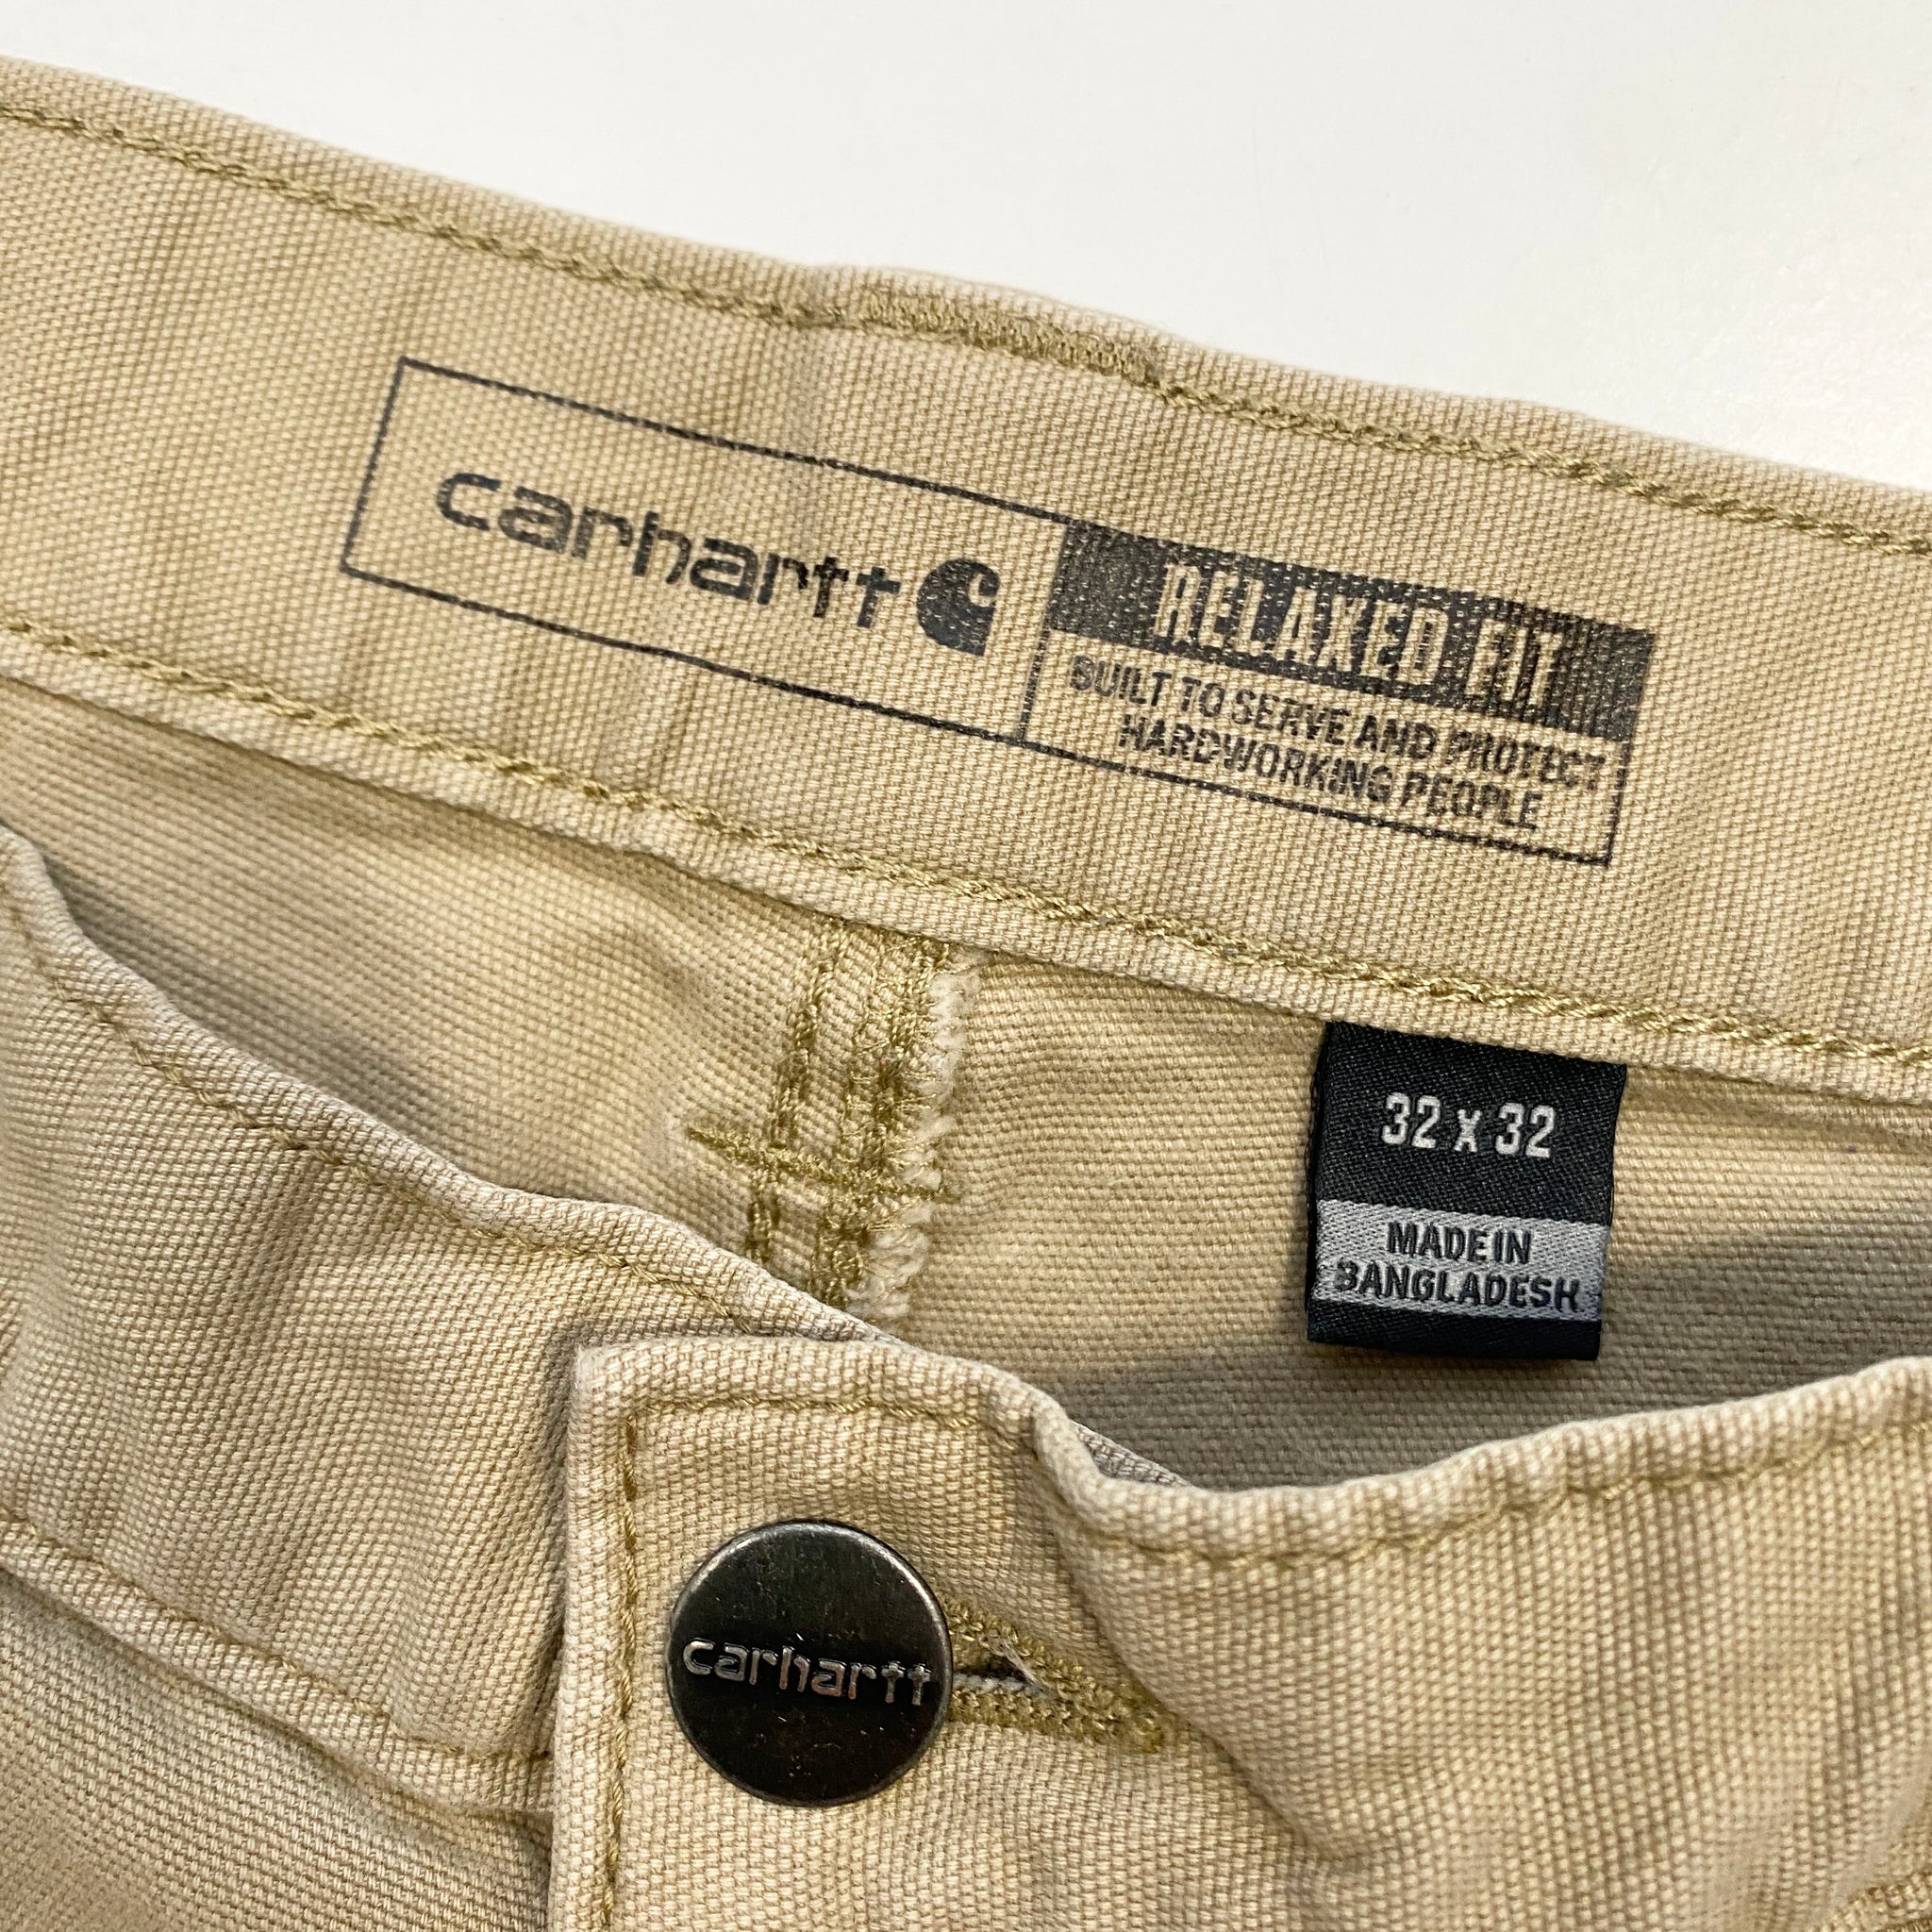 carhartt
RELAXED FIT
BUILT TO SERVE AND PROTECT
HARDWORKING PEOPLE
32 x 32
MADE IN
BANGLADESH
carhartt